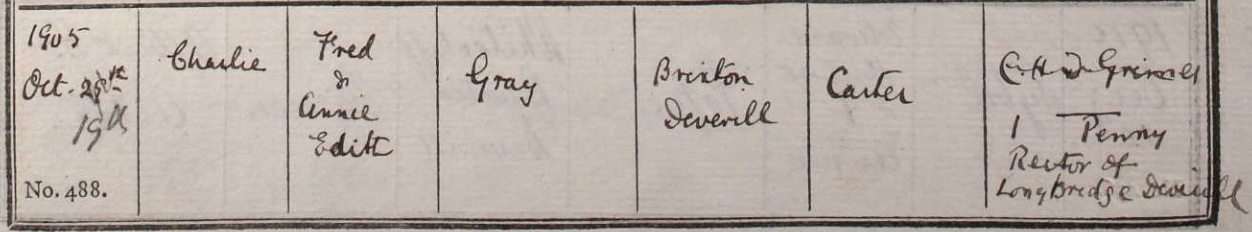 1905
Oct. 28th
19th
No. 488.
Charlie
Fred
&
Annie
Edith
Gray
Brixton
Deverill
Carter
Penny
Rector of
Longbridge Deverill